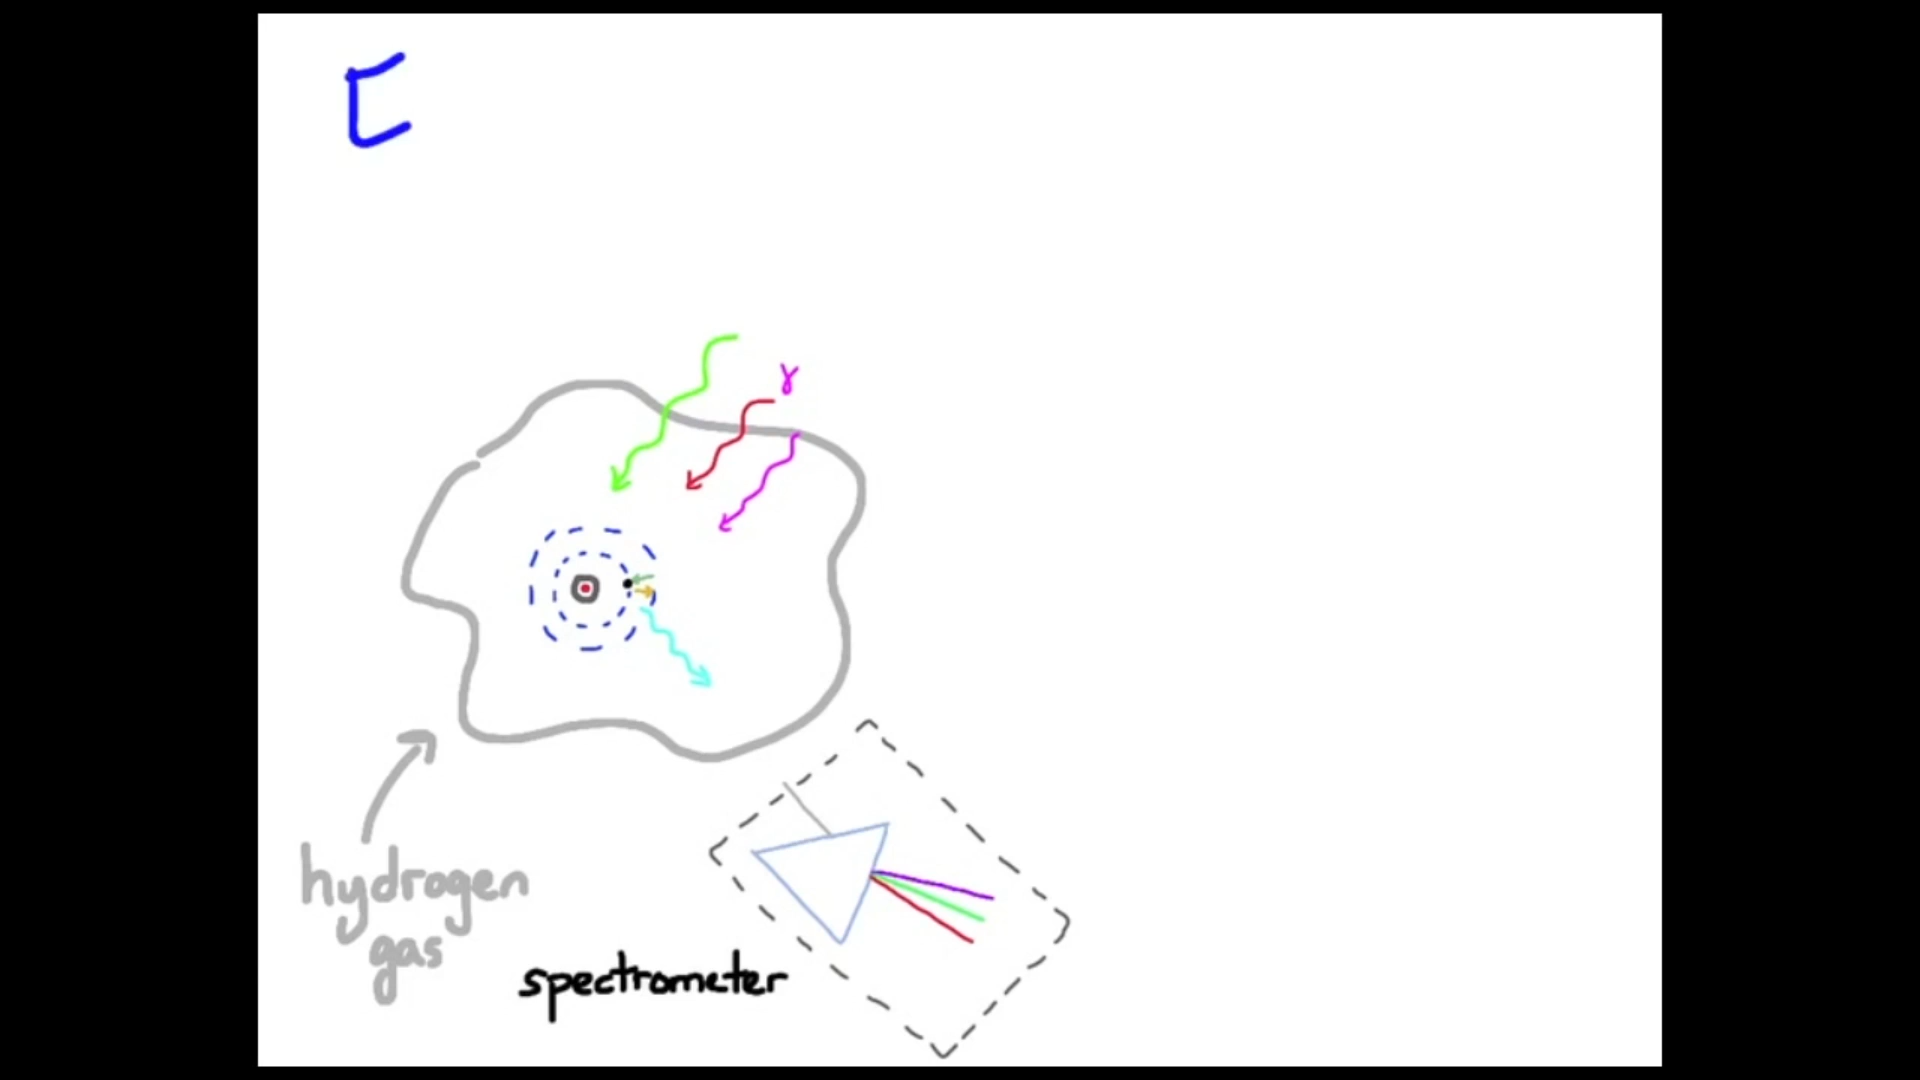 γ
hydrogen
gas
spectrometer